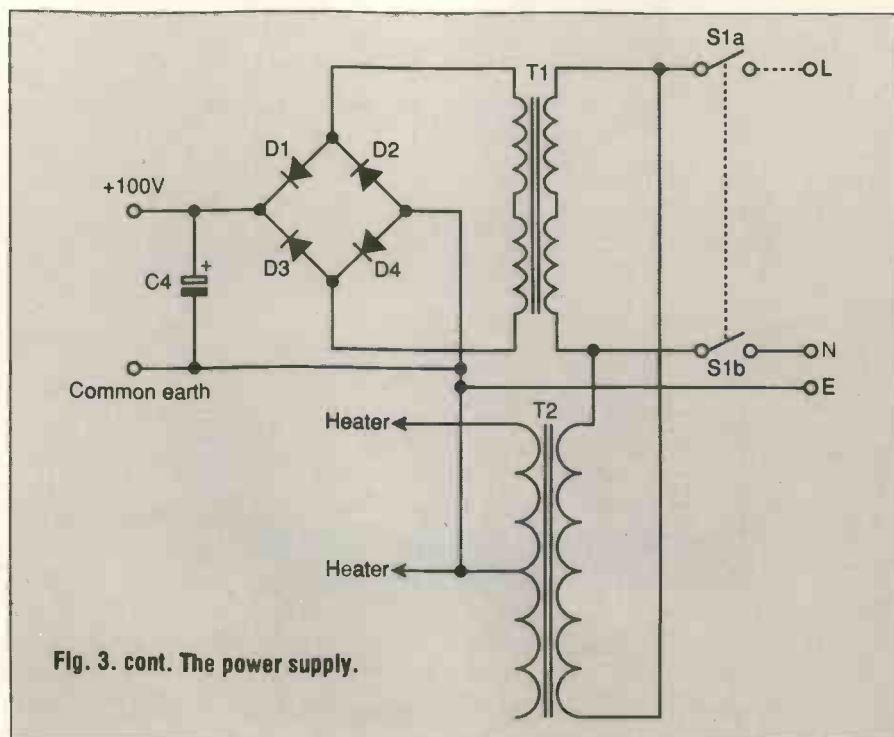 S1a
T1
L
D1
D2
+100V
C4
+
D3
D4
N
S1b
Common earth
E
T2
Heater
Heater
Fig. 3. cont. The power supply.